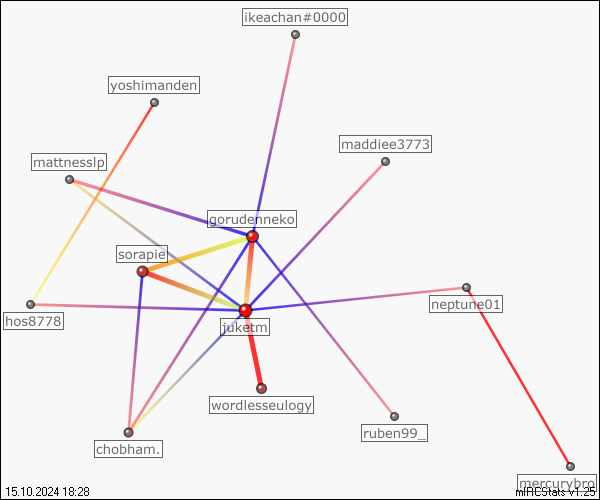 ikeachan#0000
yoshimanden
maddiee3773
mattnesslp
gorudenneko
sorapie
neptune01
hos8778
juketm
wordlesseulogy
ruben99_
chobham.
mercurybro
15.10.2024 18:28
mIRCStats v1.25